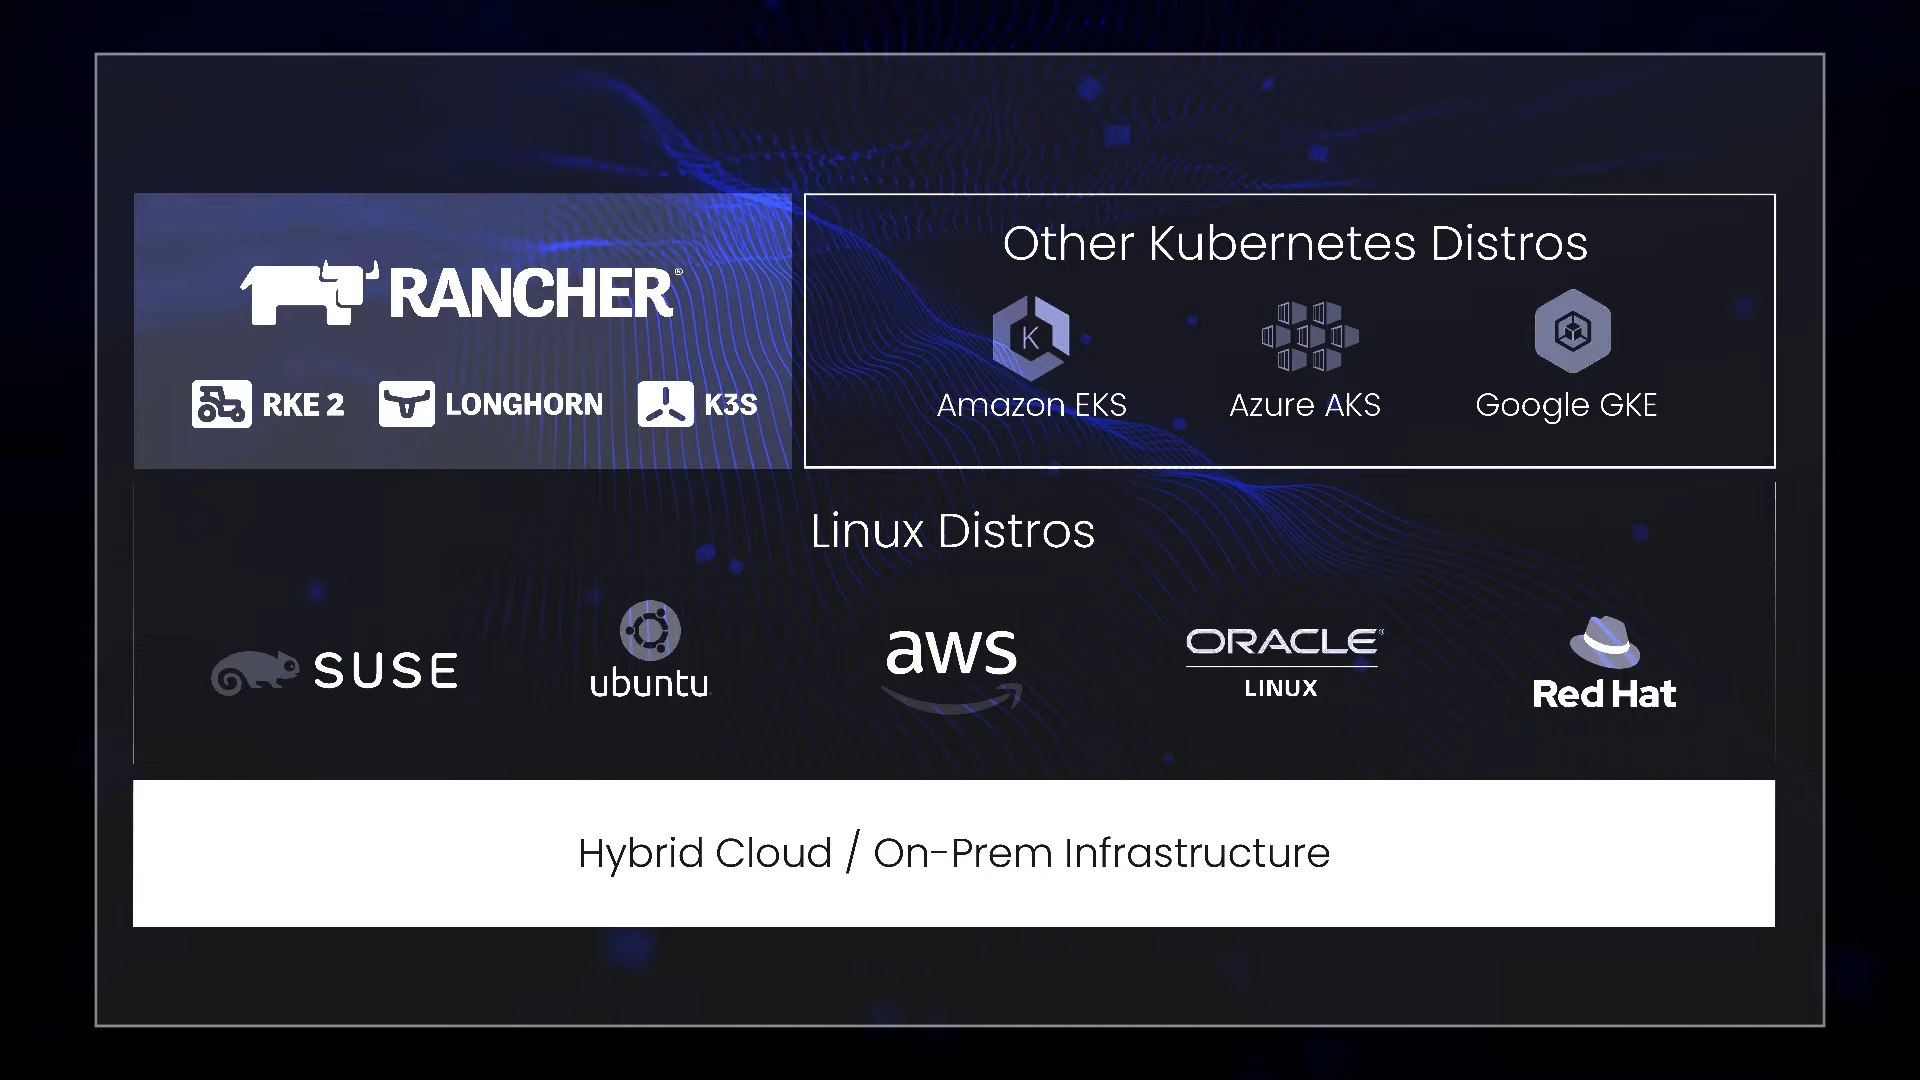 RANCHER®
RKE 2
LONGHORN
K3S
Other Kubernetes Distros
K
Amazon EKS
Azure AKS
Google GKE
Linux Distros
SUSE
ubuntu
aws
ORACLE®
LINUX
Red Hat
Hybrid Cloud / On-Prem Infrastructure